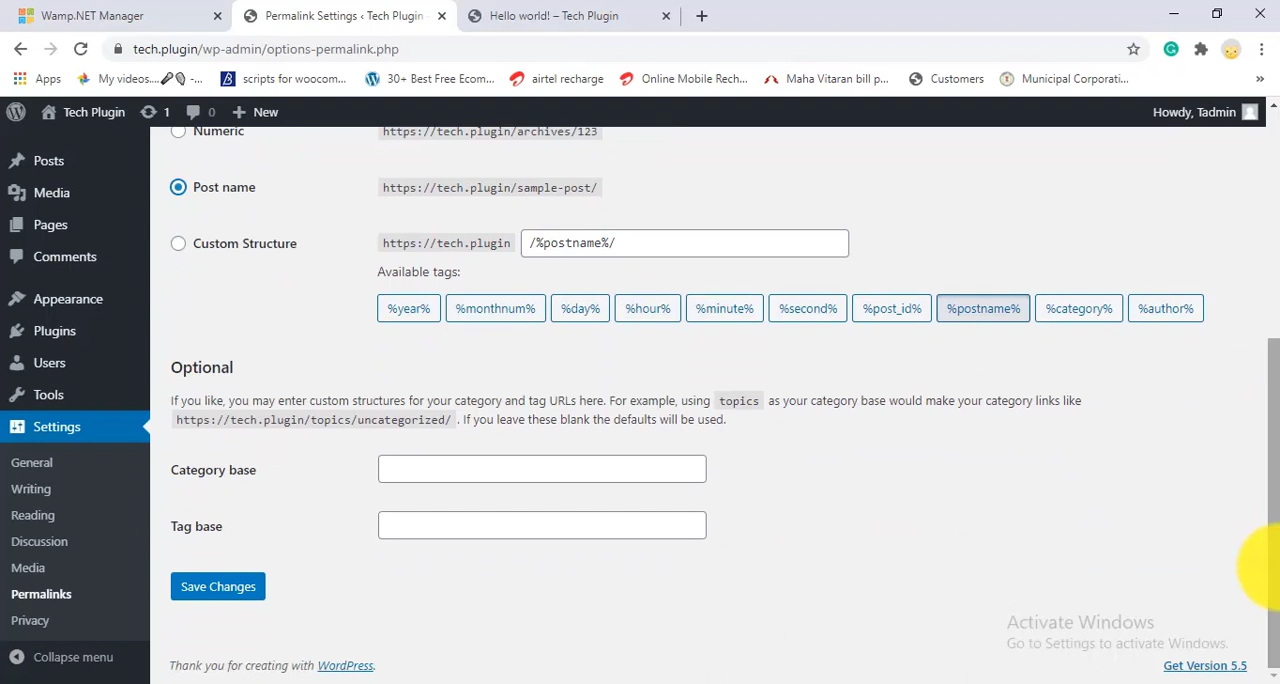 Wamp.NET Manager
Permalink Settings ‹ Tech Plugin
Hello world! – Tech Plugin
tech.plugin/wp-admin/options-permalink.php
Apps
My videos....
scripts for woocom...
30+ Best Free Ecom...
airtel recharge
Online Mobile Rech...
Maha Vitaran bill p...
Customers
Municipal Corporati...
»
Tech Plugin
1
0
New
Howdy, Tadmin
Posts
Media
Pages
Comments
Appearance
Plugins
Users
Tools
Settings
General
Writing
Reading
Discussion
Media
Permalinks
Privacy
Collapse menu
Numeric
https://tech.plugin/archives/123
Post name
https://tech.plugin/sample-post/
Custom Structure
https://tech.plugin
/%postname%/
Available tags:
%year%
%monthnum%
%day%
%hour%
%minute%
%second%
%post_id%
%postname%
%category%
%author%
Optional
If you like, you may enter custom structures for your category and tag URLs here. For example, using topics as your category base would make your category links like
https://tech.plugin/topics/uncategorized/ . If you leave these blank the defaults will be used.
Category base
Tag base
Save Changes
Activate Windows
Go to Settings to activate Windows.
Thank you for creating with WordPress.
Get Version 5.5